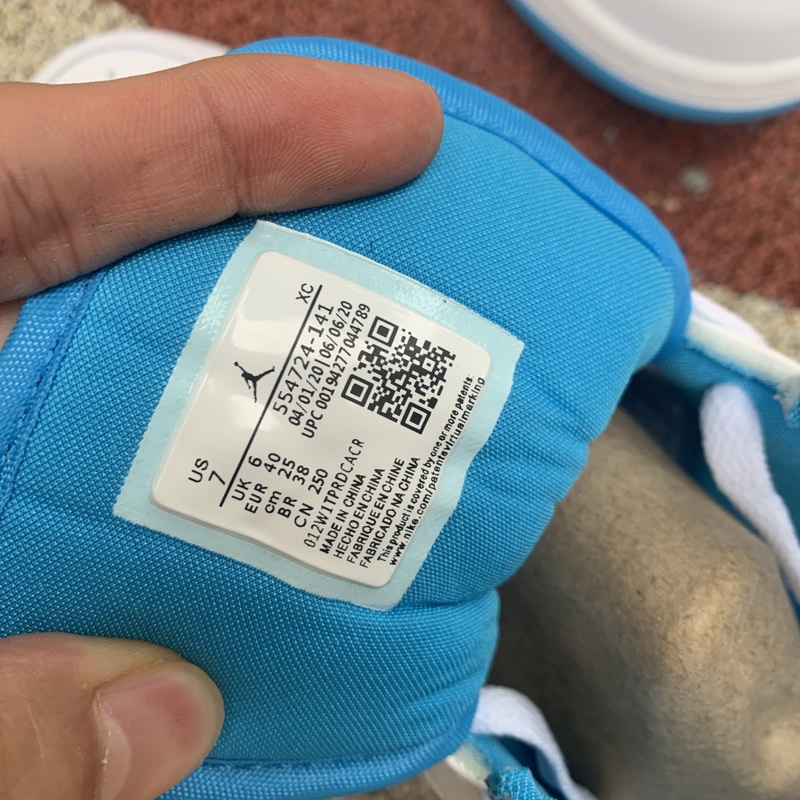 XC
554724-141
04/01/20 | 06/06/20
UPC 00194277044789
US
7
UK 6
EUR 40
cm 25
BR 38
CN 250
012W1TPRDCACR
MADE IN CHINA
HECHO EN CHINA
FABRIQUE EN CHINE
FABRICADO NA CHINA
This product is covered by one or more patents:
www.nike.com/patentsvirtualmarking